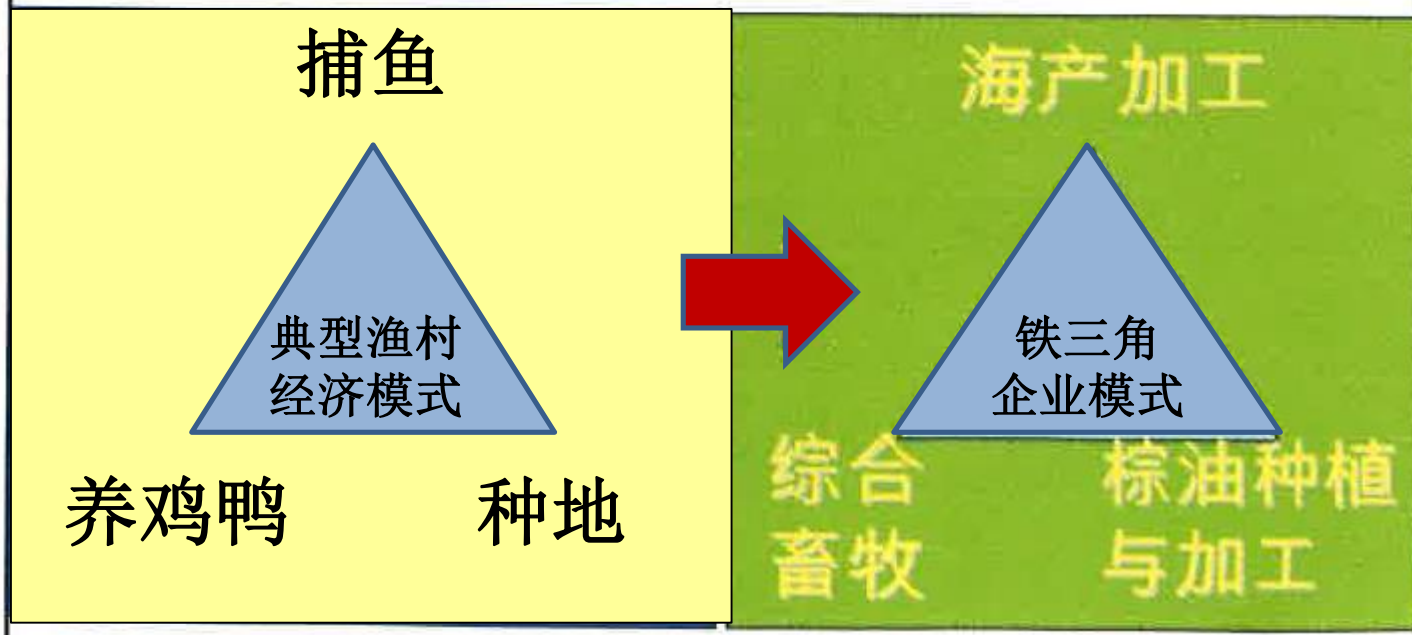 捕鱼
典型渔村
经济模式
养鸡鸭
种地
海产加工
铁三角
企业模式
综合
畜牧
棕油种植
与加工